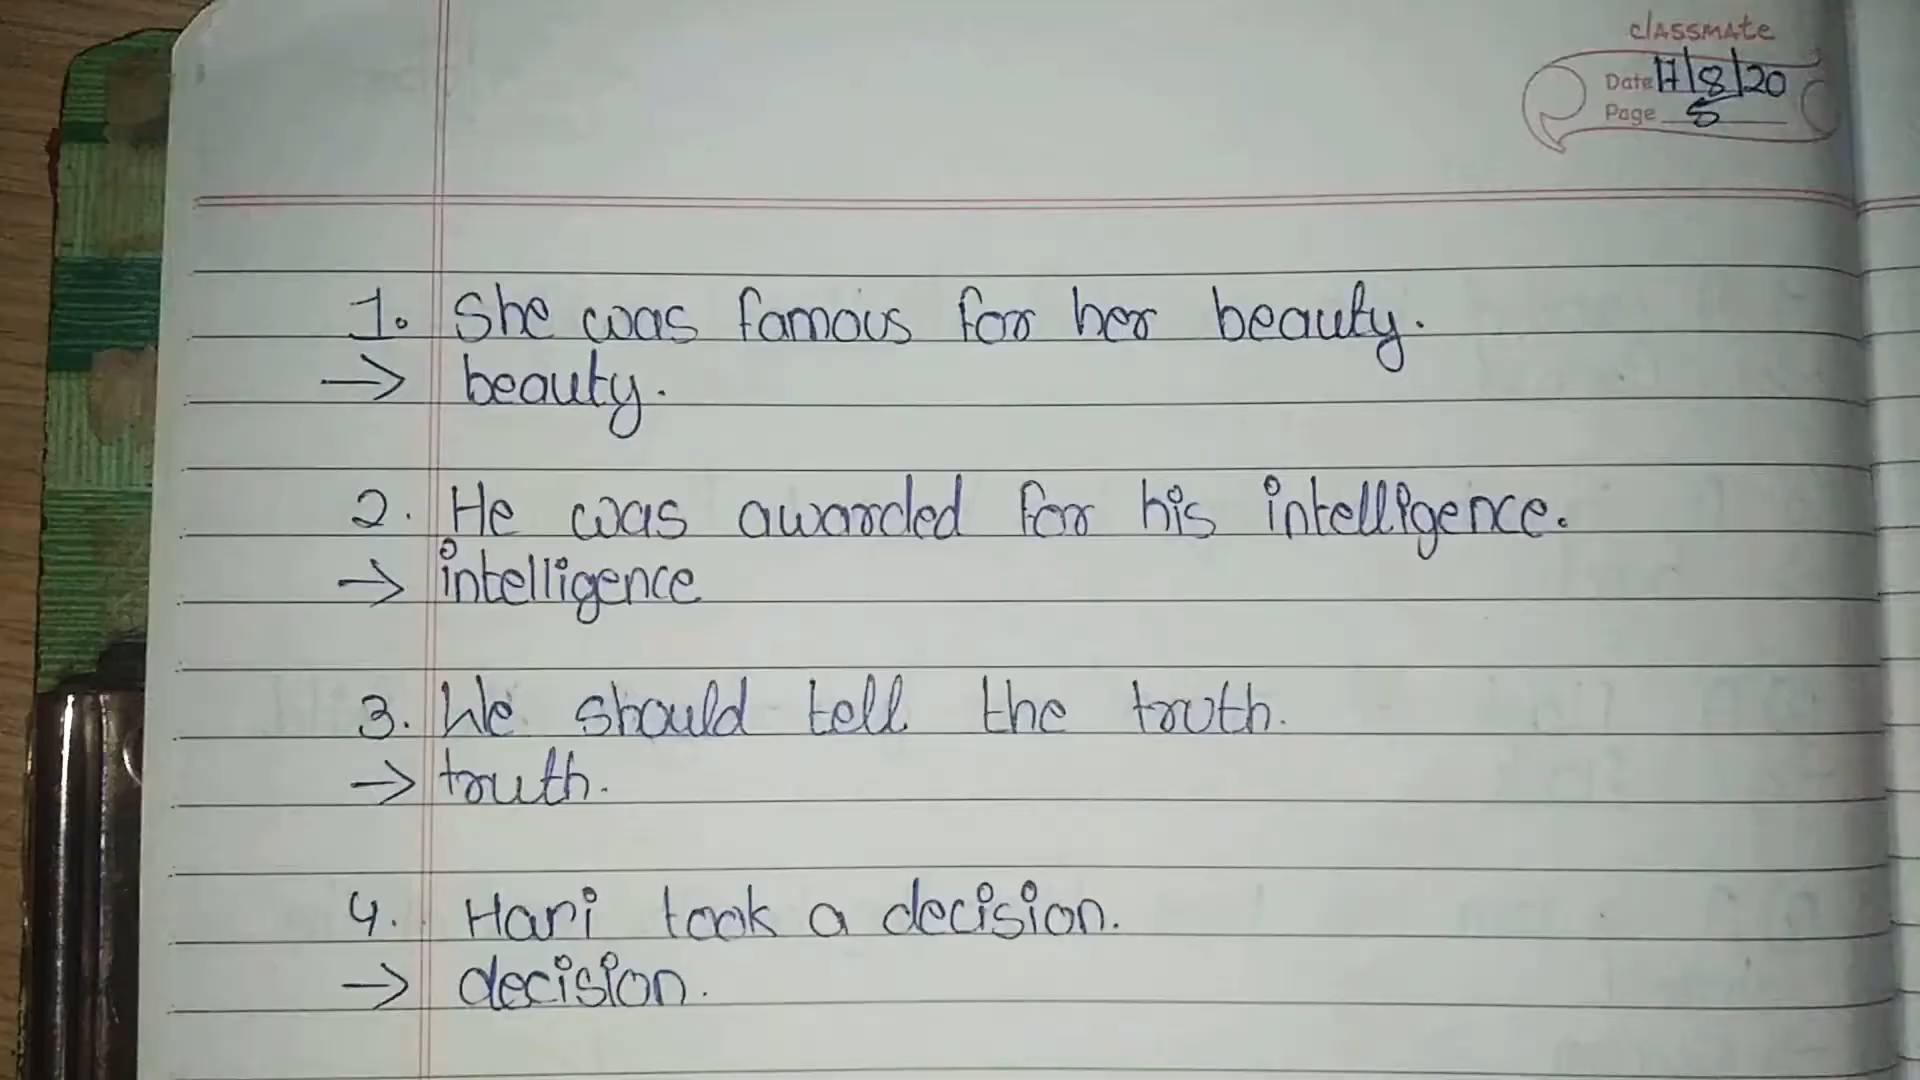 classmate
Date 17/8/20
Page 5
1. She was famous for her beauty.
→ beauty.
2. He was awarded for his intelligence.
→ intelligence
3. We should tell the truth.
→ truth.
4. Hari took a decision.
→ decision.